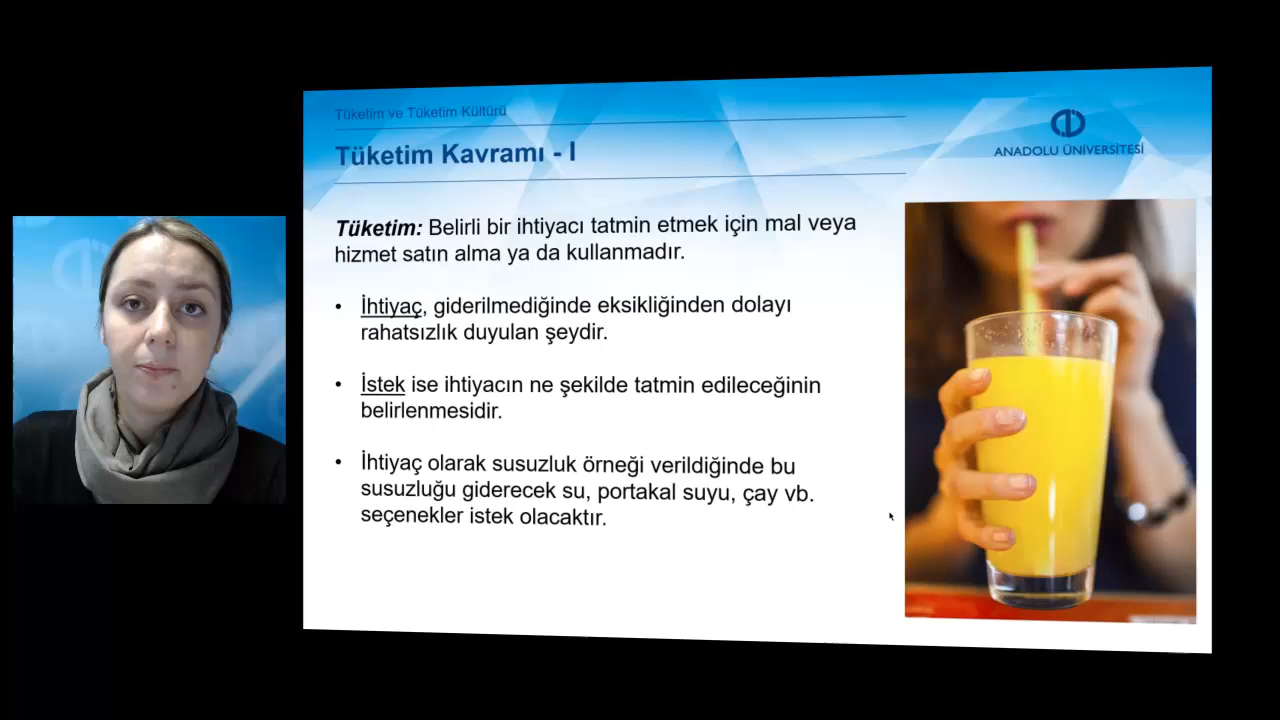 Tüketim ve Tüketim Kültürü
Tüketim Kavramı - I
ANADOLU ÜNİVERSİTESİ
Tüketim: Belirli bir ihtiyacı tatmin etmek için mal veya
hizmet satın alma ya da kullanmadır.
• İhtiyaç, giderilmediğinde eksikliğinden dolayı
rahatsızlık duyulan şeydir.
• İstek ise ihtiyacın ne şekilde tatmin edileceğinin
belirlenmesidir.
• İhtiyaç olarak susuzluk örneği verildiğinde bu
susuzluğu giderecek su, portakal suyu, çay vb.
seçenekler istek olacaktır.